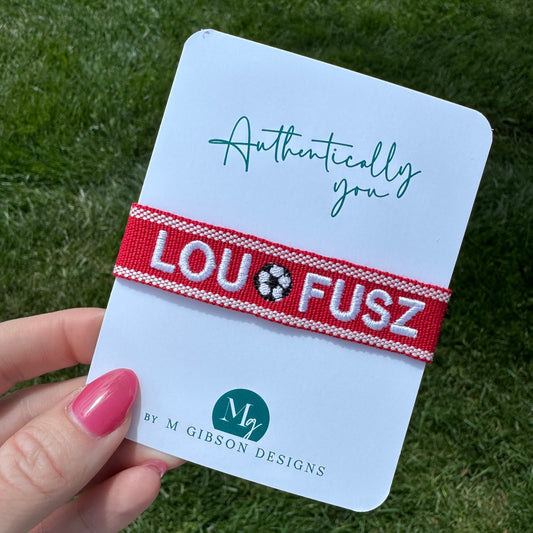 Authentically
you
LOU FUSZ
Mg
BY M GIBSON DESIGNS